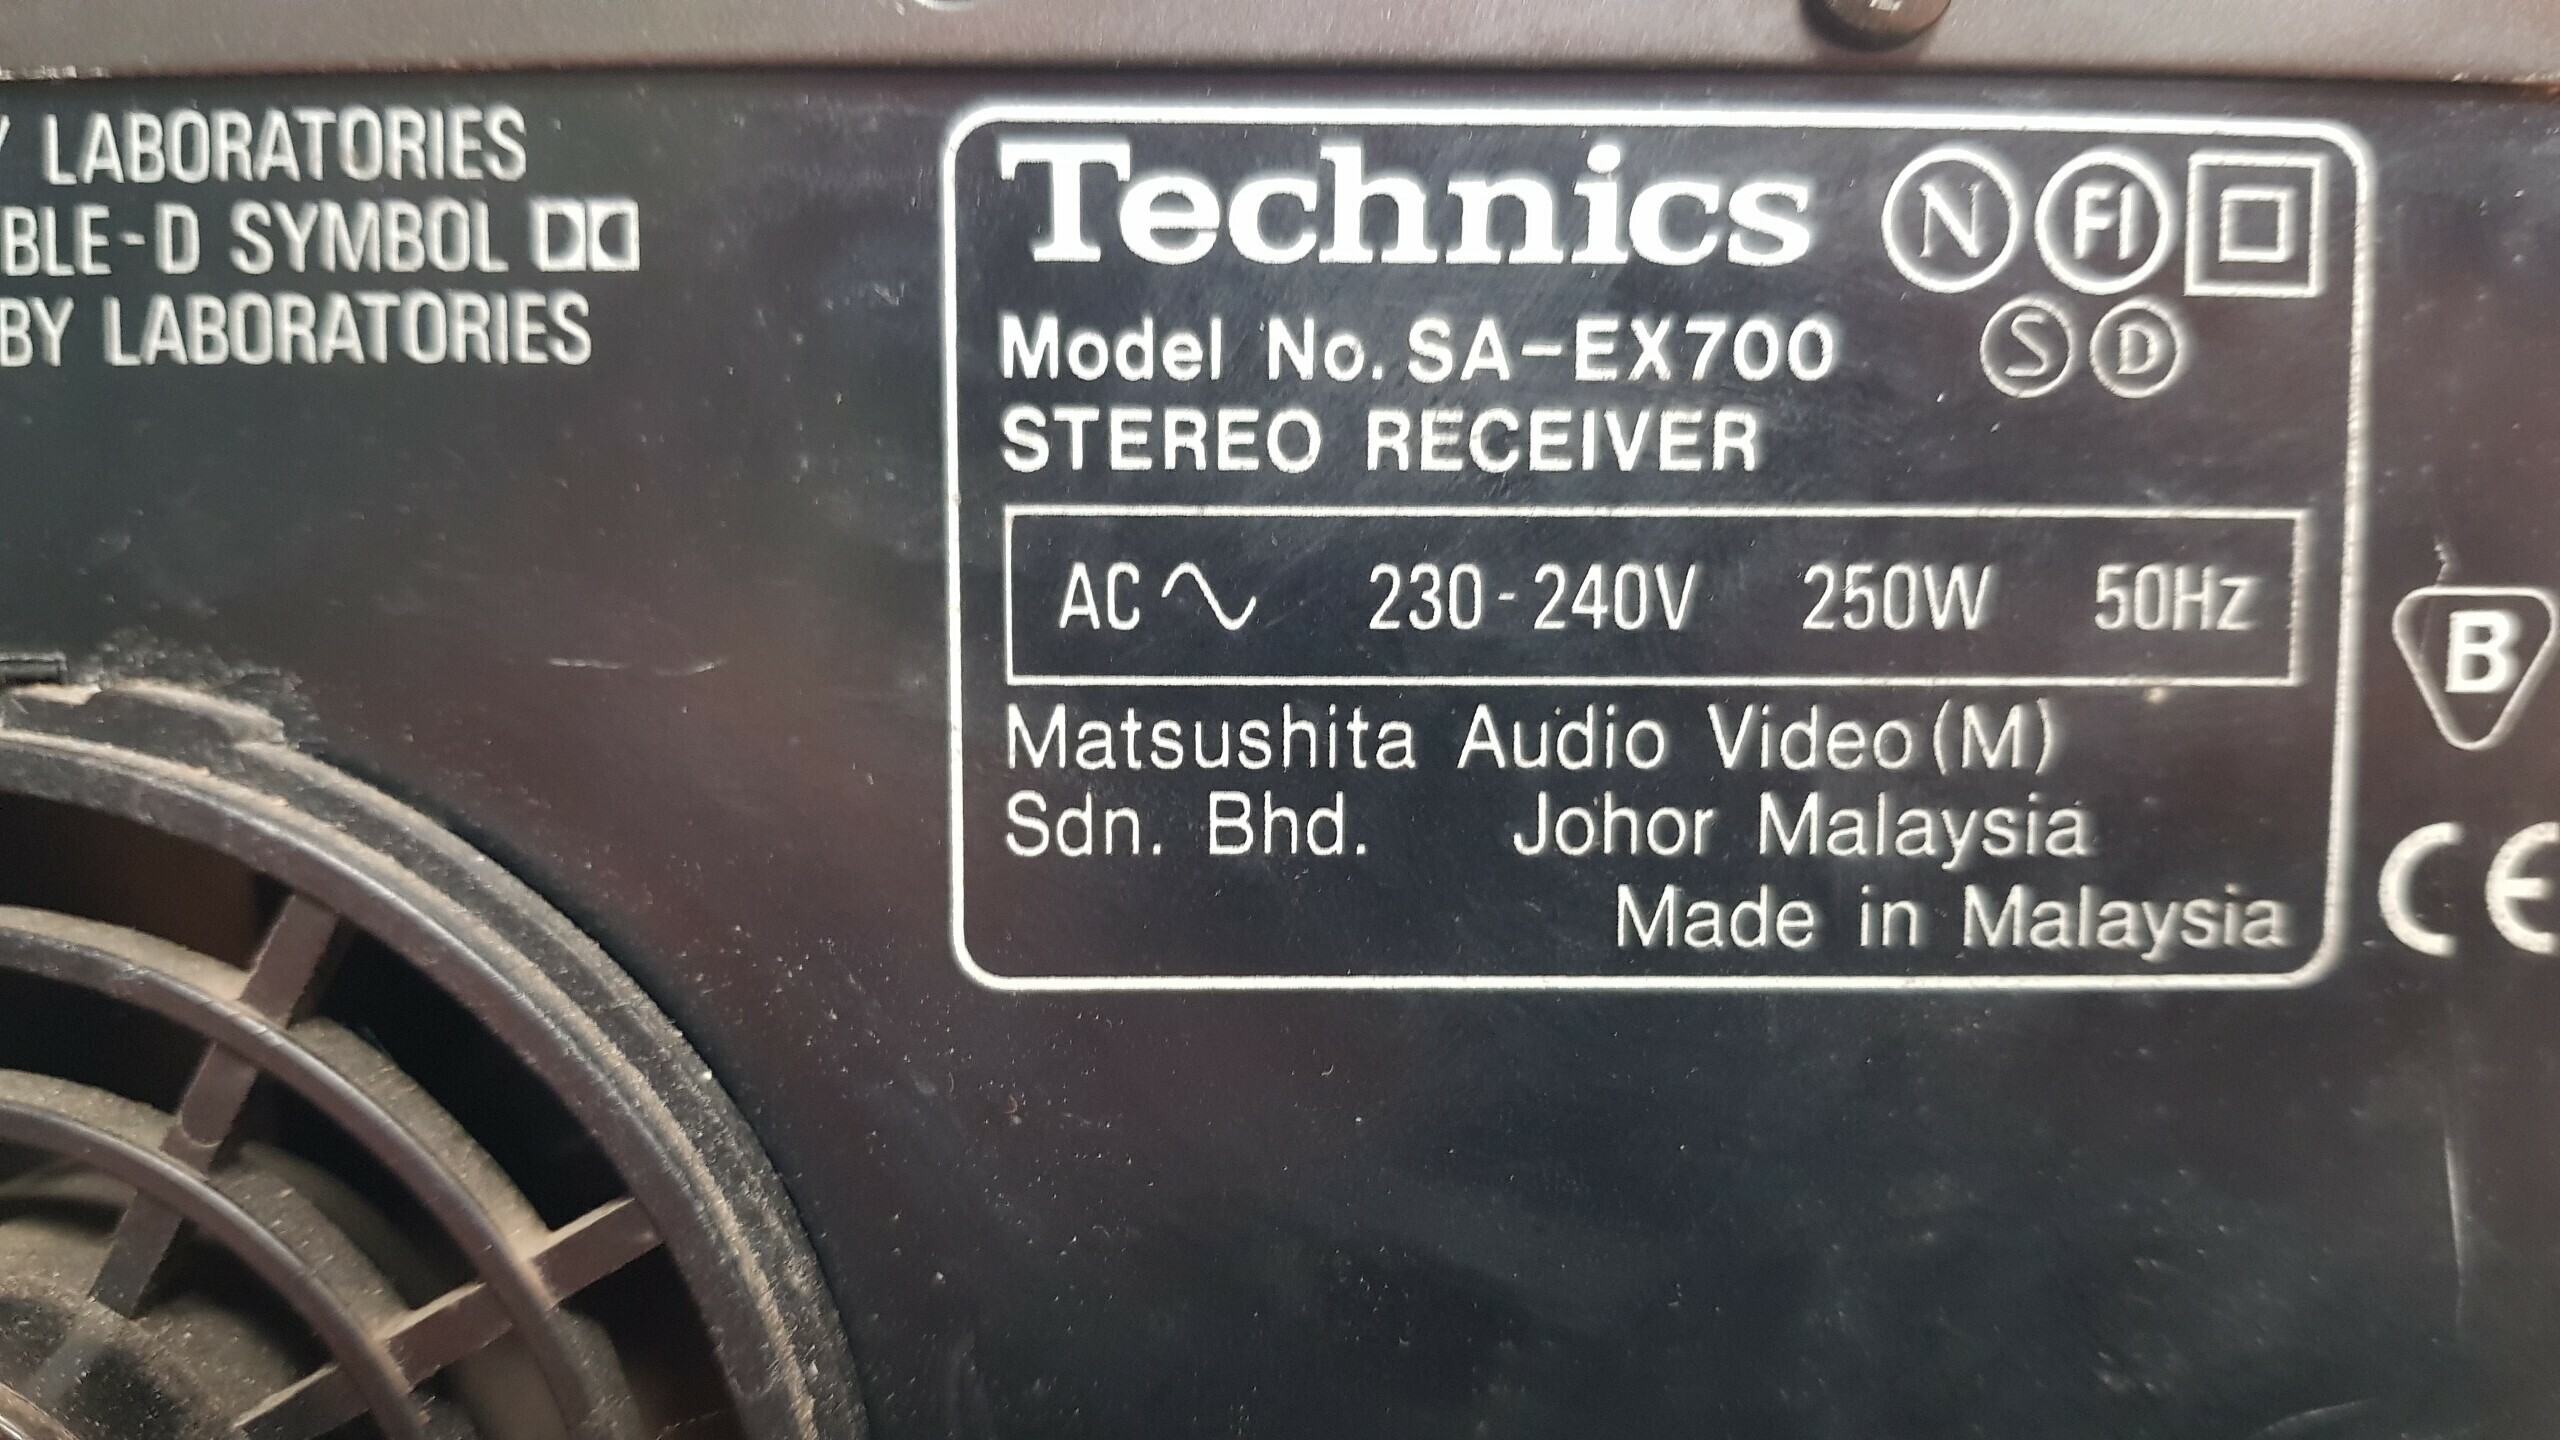 LABORATORIES
BLE-D SYMBOL
BY LABORATORIES
Technics N FI
Model No. SA-EX700 S D
STEREO RECEIVER
AC 230-240V 250W 50Hz
Matsushita Audio Video (M)
Sdn. Bhd. Johor Malaysia
Made in Malaysia
B
CE